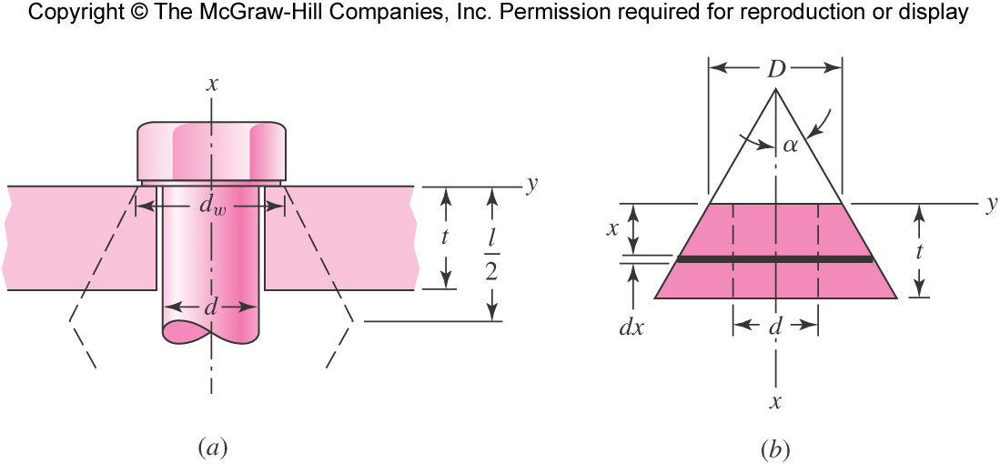 Copyright © The McGraw-Hill Companies, Inc. Permission required for reproduction or display
x
y
d_w
t
l/2
d
(a)
D
α
y
x
t
dx
d
x
(b)